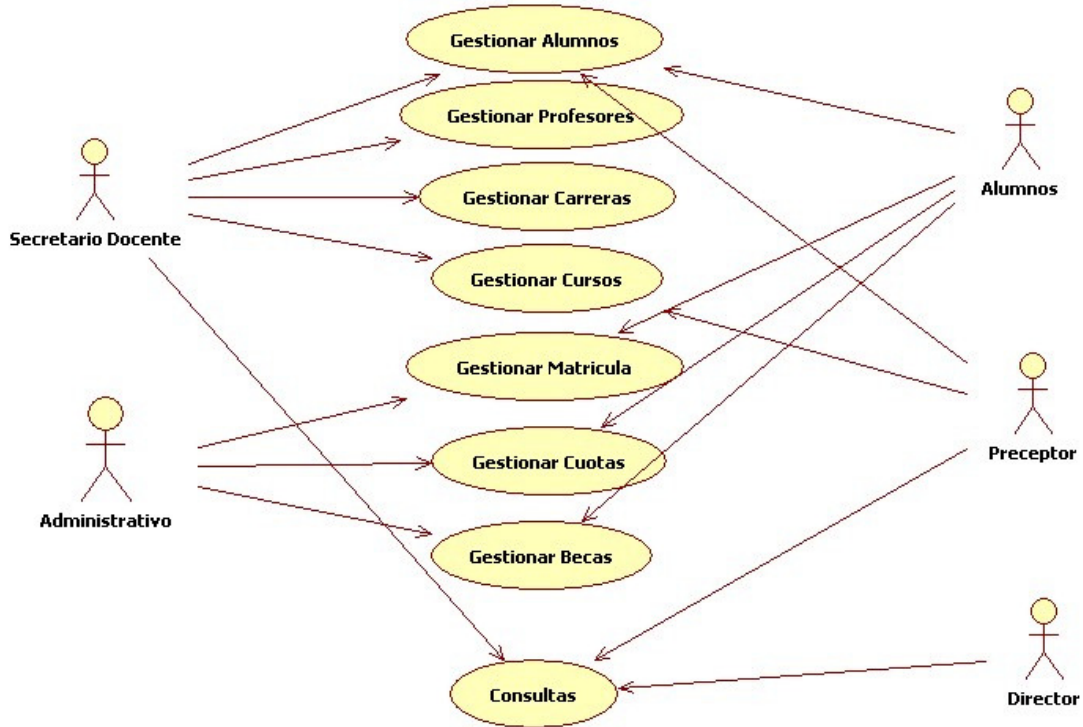 Gestionar Alumnos
Gestionar Profesores
Alumnos
Gestionar Carreras
Secretario Docente
Gestionar Cursos
Gestionar Matricula
Preceptor
Gestionar Cuotas
Administrativo
Gestionar Becas
Consultas
Director